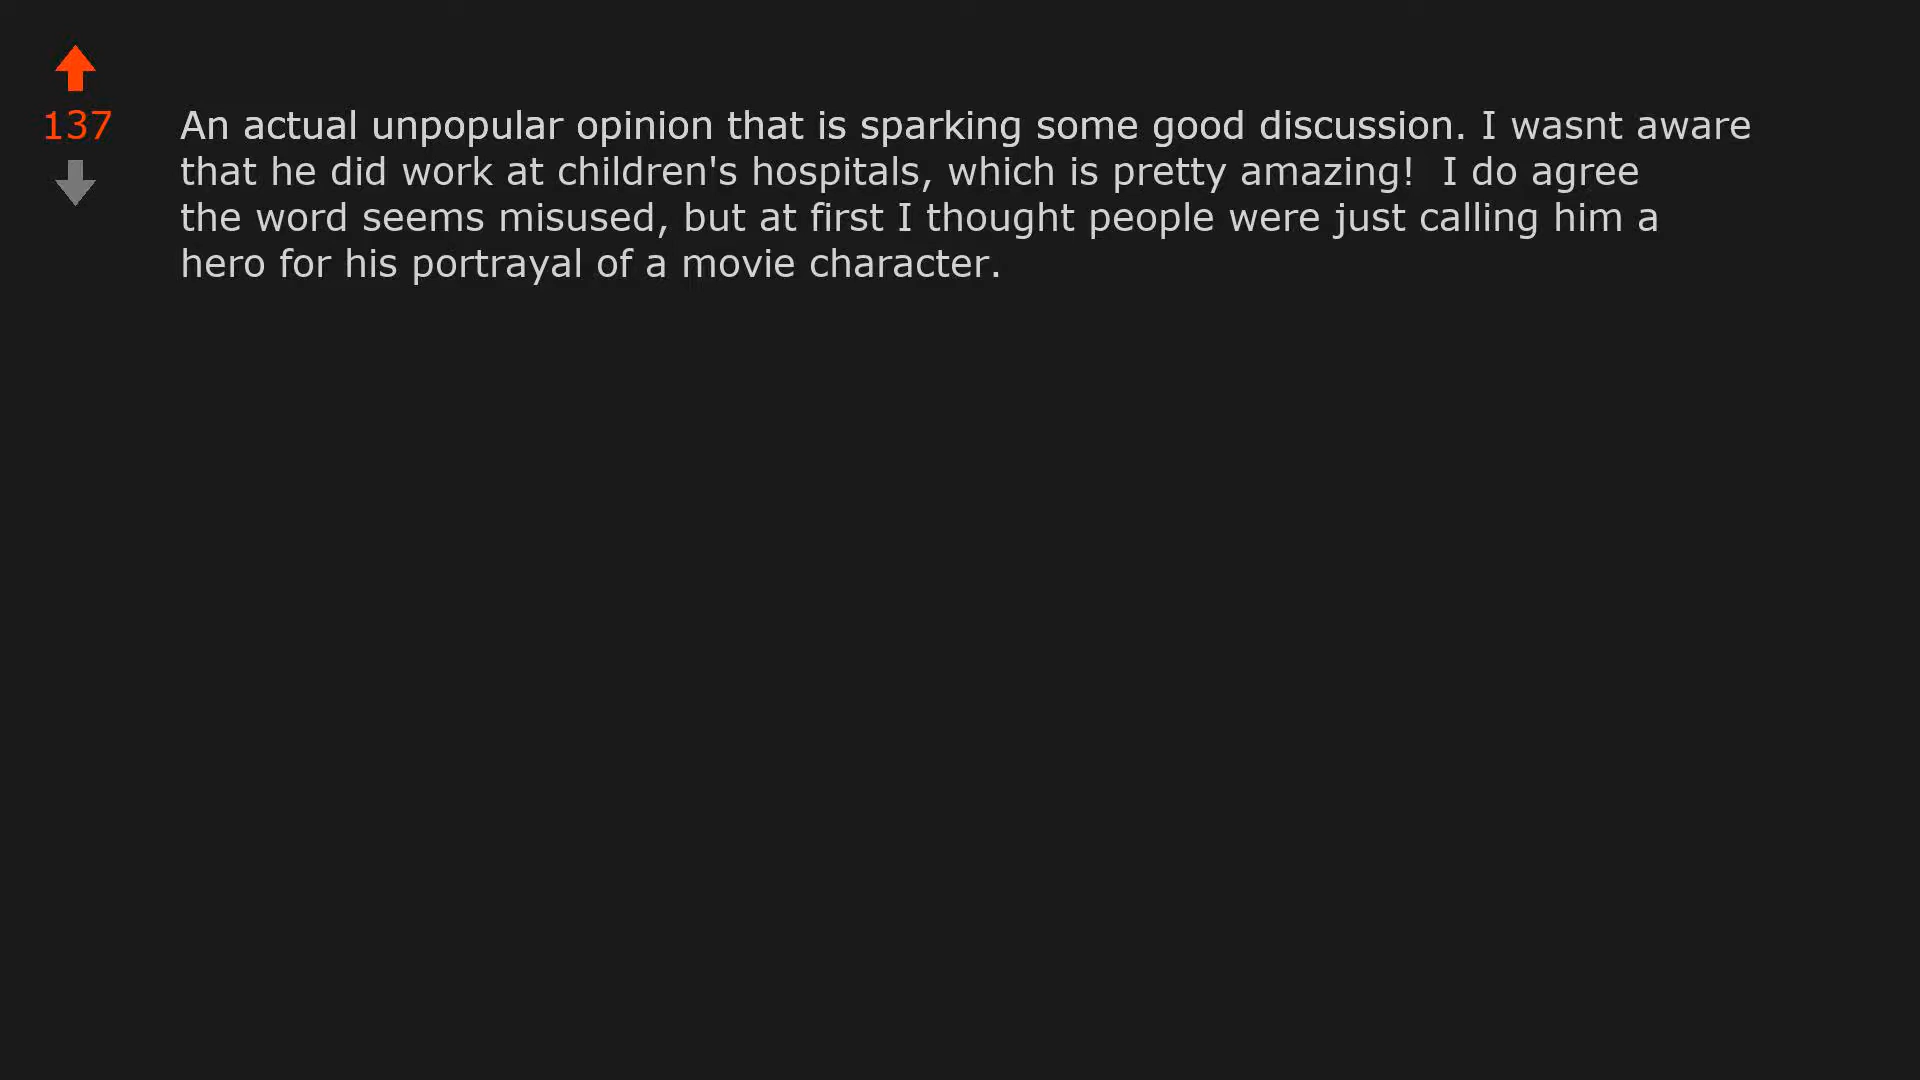 137
An actual unpopular opinion that is sparking some good discussion. I wasnt aware
that he did work at children's hospitals, which is pretty amazing!  I do agree
the word seems misused, but at first I thought people were just calling him a
hero for his portrayal of a movie character.